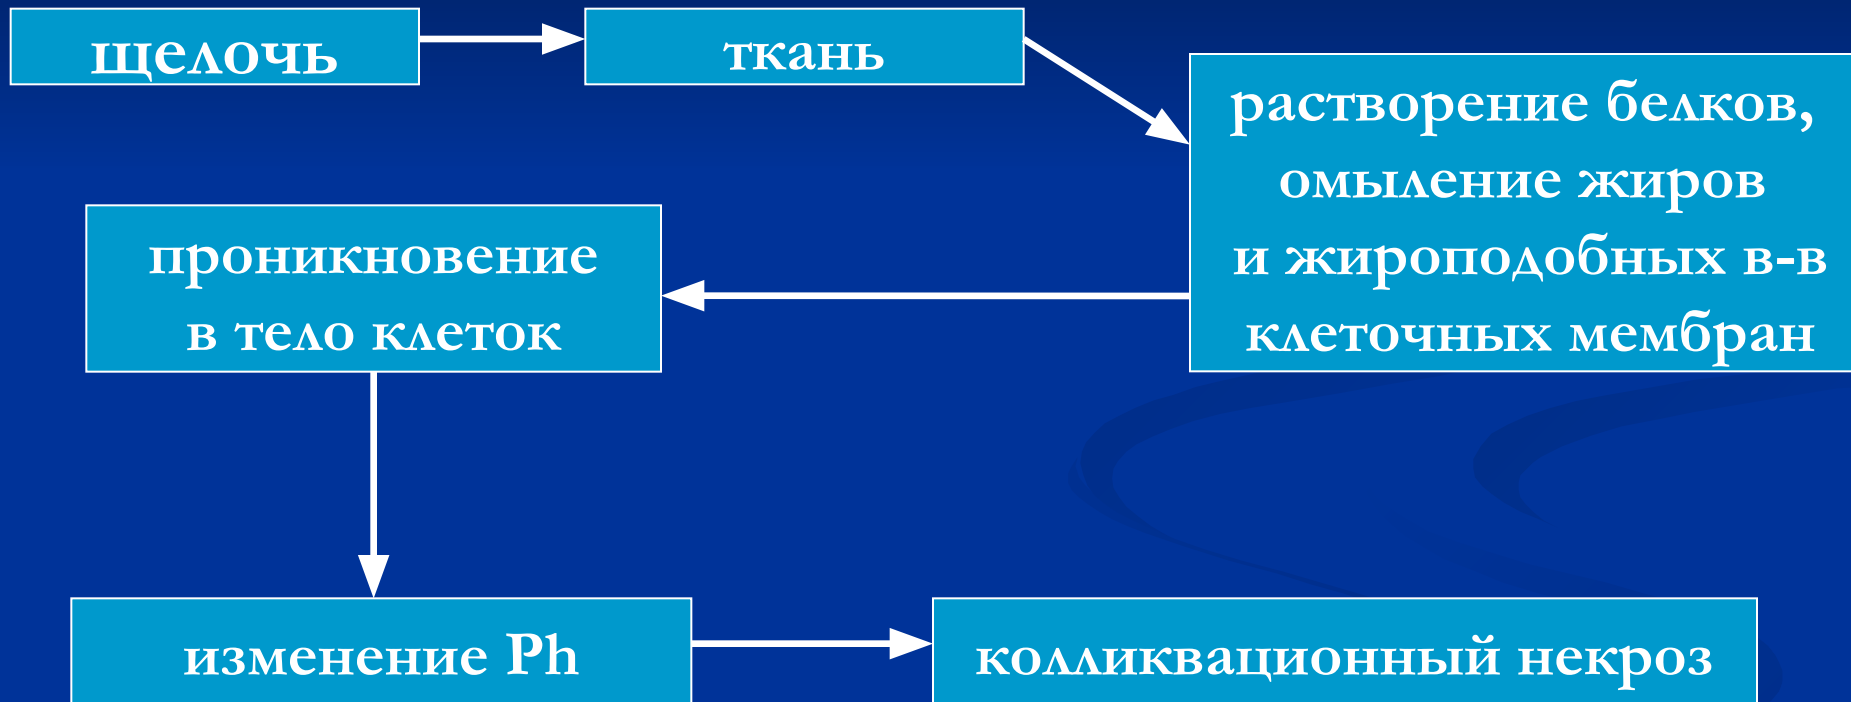 щелочь
ткань
растворение белков,
омыление жиров
и жироподобных в-в
клеточных мембран
проникновение
в тело клеток
изменение Ph
колликвационный некроз